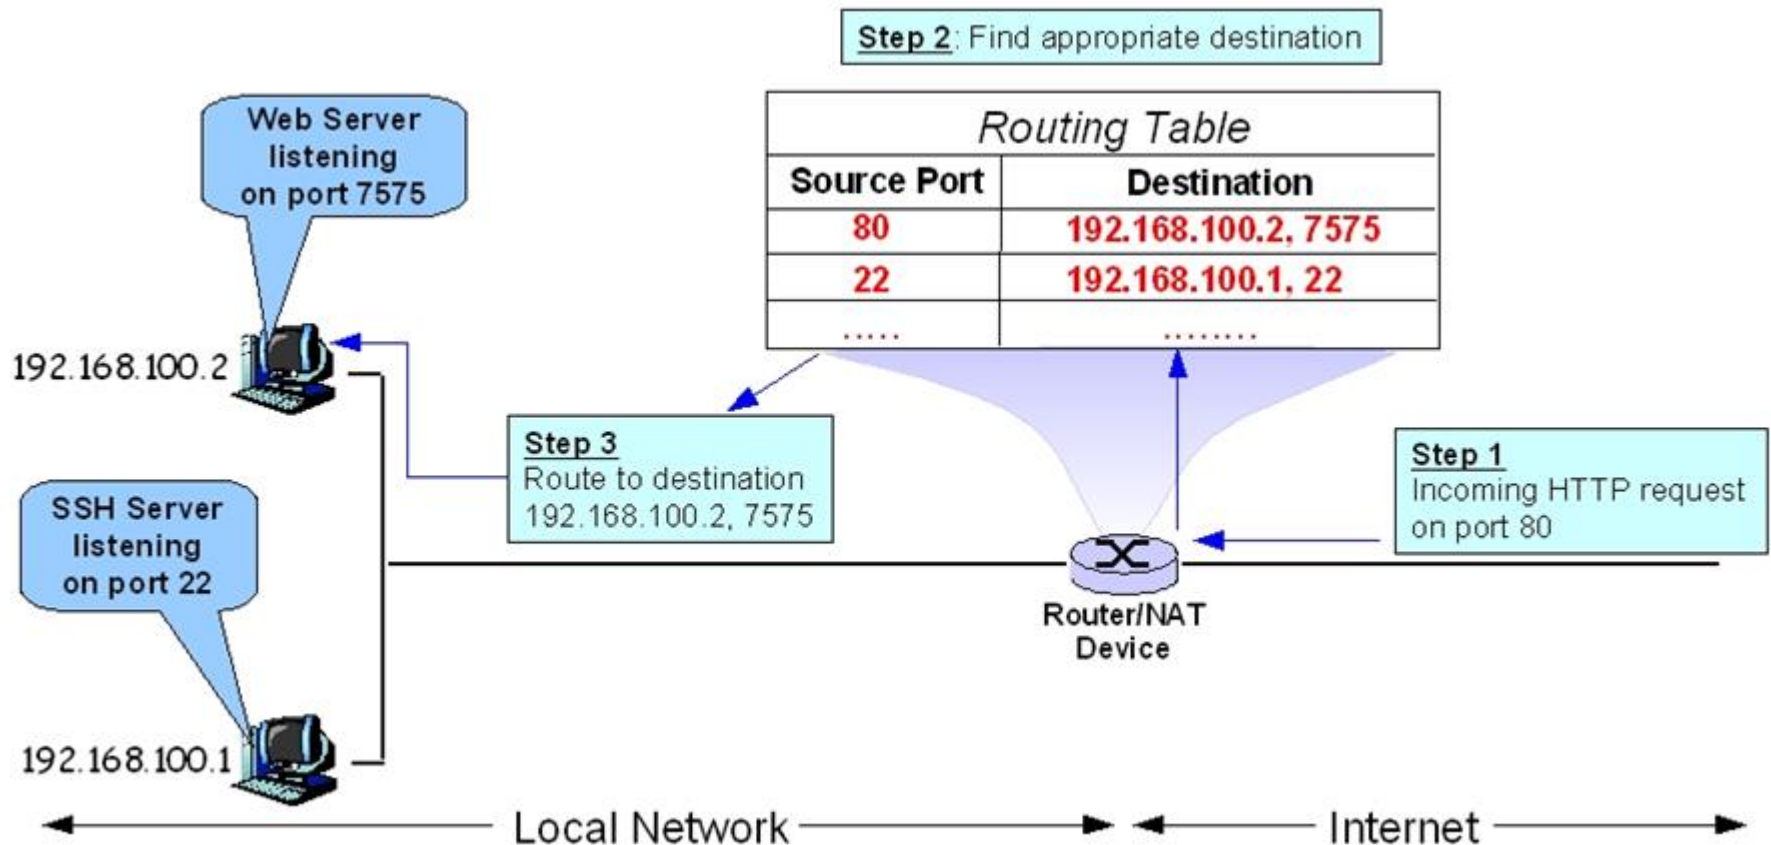 Step 2: Find appropriate destination
Web Server
listening
on port 7575
Routing Table
Source Port Destination
80 192.168.100.2, 7575
22 192.168.100.1, 22
..... ........
192.168.100.2
Step 3
Route to destination
192.168.100.2, 7575
Step 1
Incoming HTTP request
on port 80
SSH Server
listening
on port 22
Router/NAT
Device
192.168.100.1
Local Network
Internet